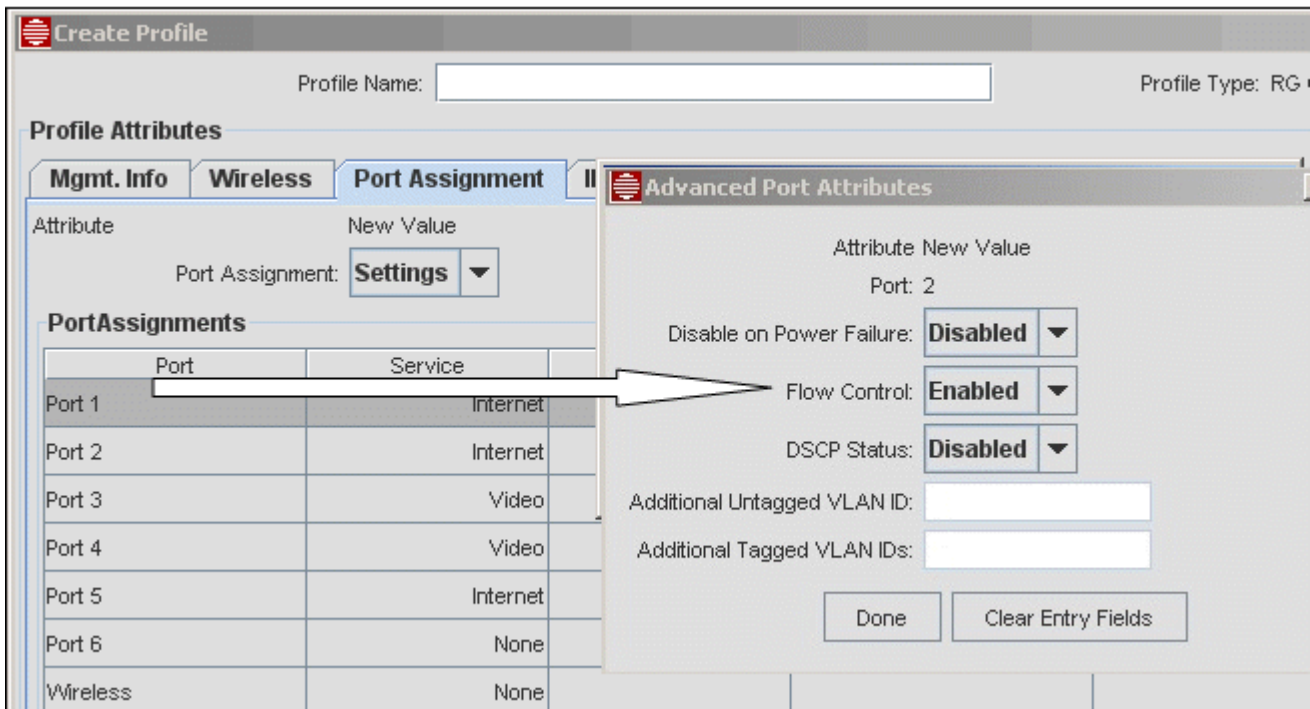 Create Profile
Profile Name:
Profile Type: RG
Profile Attributes
Mgmt. Info
Wireless
Port Assignment
Attribute
New Value
Port Assignment: Settings
PortAssignments
Port
Service
Port 1
Internet
Port 2
Internet
Port 3
Video
Port 4
Video
Port 5
Internet
Port 6
None
Wireless
None
Advanced Port Attributes
Attribute New Value
Port: 2
Disable on Power Failure: Disabled
Flow Control: Enabled
DSCP Status: Disabled
Additional Untagged VLAN ID:
Additional Tagged VLAN IDs:
Done
Clear Entry Fields